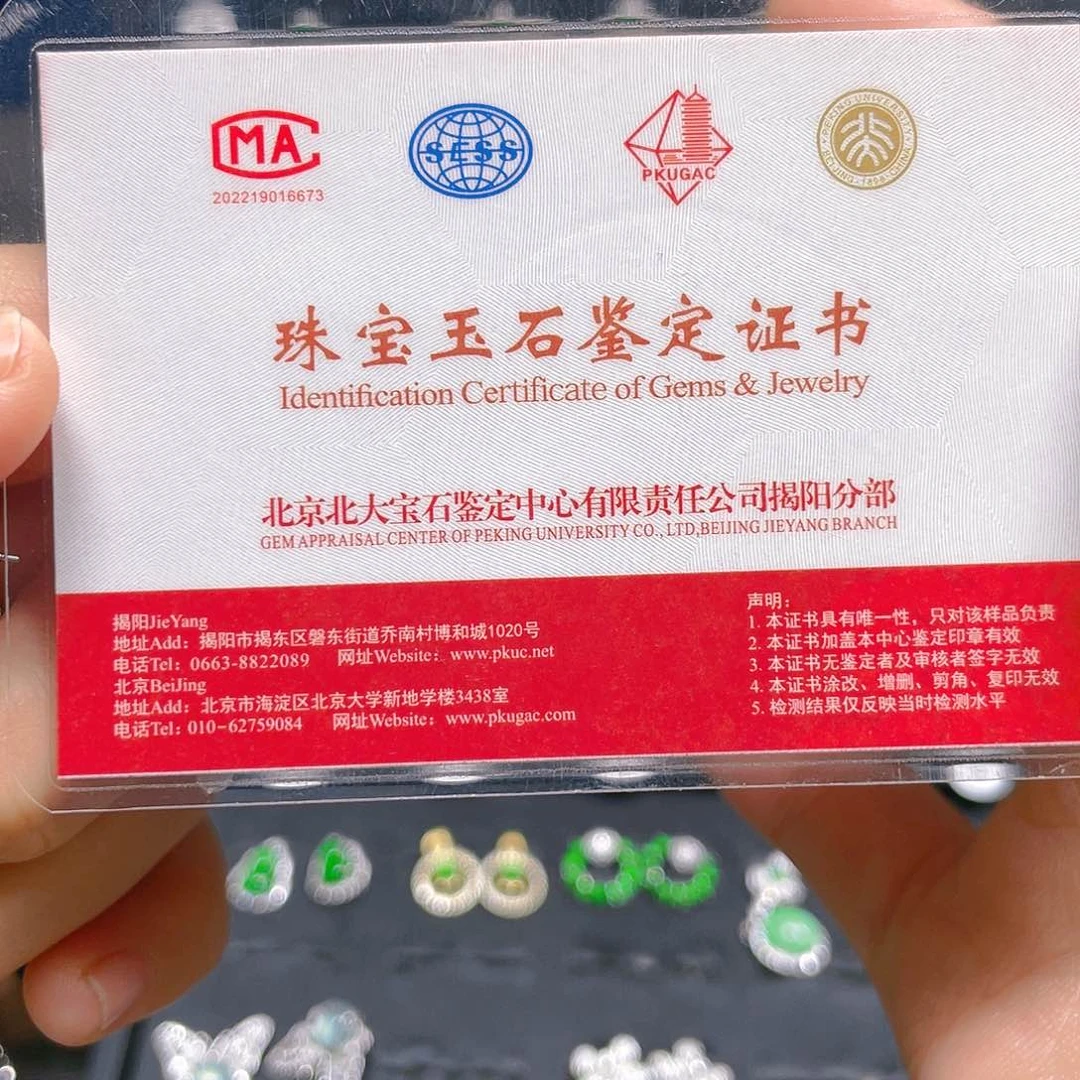 CMA
202219016673
SESS
PKUGAC
珠宝玉石鉴定证书
Identification Certificate of Gems & Jewelry
北京北大宝石鉴定中心有限责任公司揭阳分部
GEM APPRAISAL CENTER OF PEKING UNIVERSITY CO., LTD,BEIJING JIEYANG BRANCH
揭阳JieYang
地址Add：揭阳市揭东区磐东街道乔南村博和城1020号
电话Tel：0663-8822089 网址Website：www.pkuc.net
北京BeiJing
地址Add：北京市海淀区北京大学新地学楼3438室
电话Tel：010-62759084 网址Website：www.pkugac.com
声明：
1. 本证书具有唯一性，只对该样品负责
2. 本证书加盖本中心鉴定印章有效
3. 本证书无鉴定者及审核者签字无效
4. 本证书涂改、增删、剪角、复印无效
5. 检测结果仅反映当时检测水平